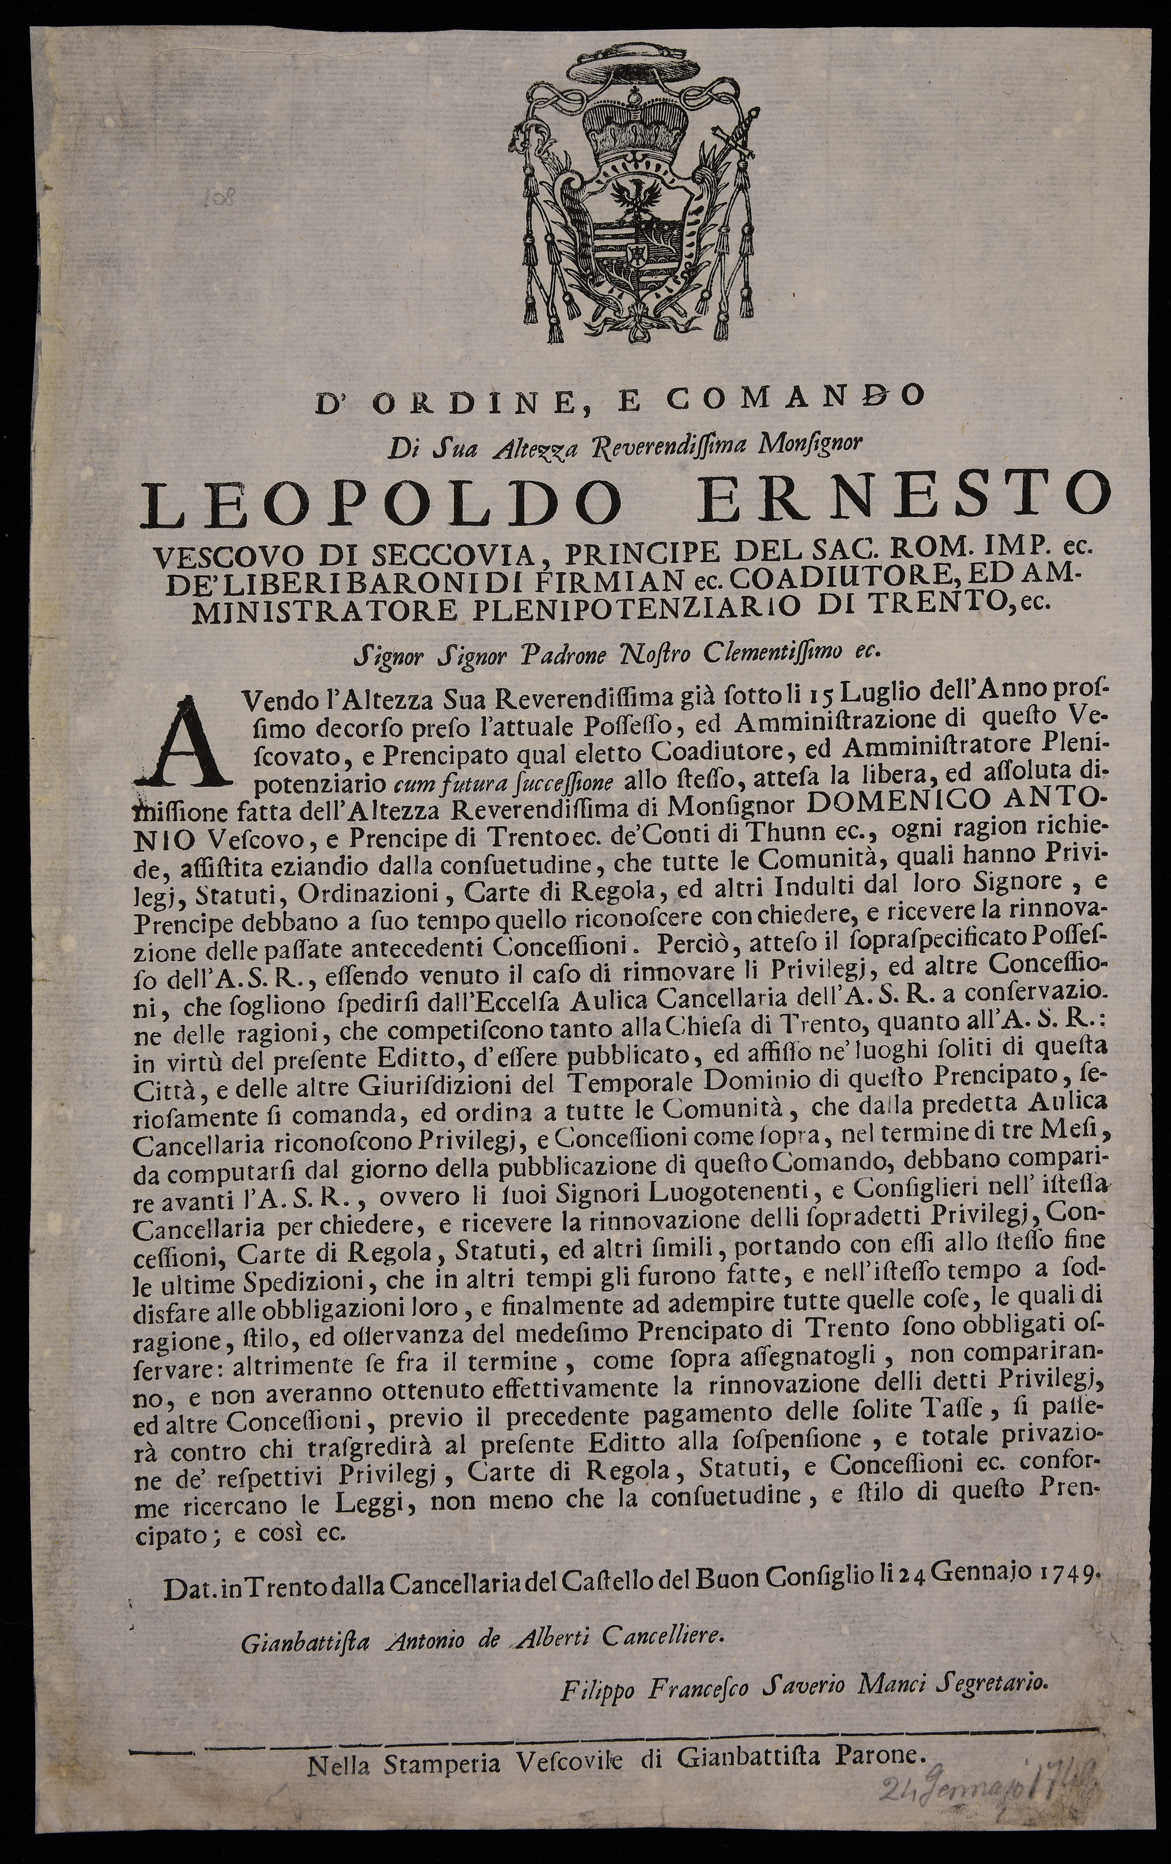 108
D' ORDINE, E COMANDO
Di Sua Altezza Reverendiſſima Monſignor
LEOPOLDO ERNESTO
VESCOVO DI SECCOVIA, PRINCIPE DEL SAC. ROM. IMP. ec.
DE' LIBERI BARONI DI FIRMIAN ec. COADIUTORE, ED AM-
MINISTRATORE PLENIPOTENZIARIO DI TRENTO, ec.
Signor Signor Padrone Noſtro Clementiſſimo ec.
AVendo l'Altezza Sua Reverendiſſima già ſotto li 15 Luglio dell'Anno proſ-
ſimo decorſo preſo l'attuale Poſſeſſo, ed Amminiſtrazione di queſto Ve-
ſcovato, e Prencipato qual eletto Coadiutore, ed Amministratore Pleni-
potenziario cum futura ſucceſſione allo ſteſſo, atteſa la libera, ed aſſoluta di-
miſſione fatta dell'Altezza Reverendiſſima di Monſignor DOMENICO ANTO-
NIO Veſcovo, e Prencipe di Trento ec. de' Conti di Thunn ec., ogni ragion richie-
de, aſſiſtita eziandio dalla conſuetudine, che tutte le Comunità, quali hanno Privi-
legj, Statuti, Ordinazioni, Carte di Regola, ed altri Indulti dal loro Signore, e
Prencipe debbano a ſuo tempo quello riconoſcere con chiedere, e ricevere la rinnova-
zione delle paſſate antecedenti Conceſſioni. Perciò, atteſo il ſopraſpecificato Poſſeſ-
ſo dell'A. S. R., eſſendo venuto il caſo di rinnovare li Privilegj, ed altre Conceſſio-
ni, che ſogliono ſpedirſi dall'Eccelſa Aulica Cancellaria dell'A. S. R. a conſervazio-
ne delle ragioni, che competiſcono tanto alla Chieſa di Trento, quanto all'A. S. R.:
in virtù del preſente Editto, d'eſſere pubblicato, ed affiſſo ne' luoghi ſoliti di queſta
Città, e delle altre Giuriſdizioni del Temporale Dominio di queſto Prencipato, ſe-
rioſamente ſi comanda, ed ordina a tutte le Comunità, che dalla predetta Aulica
Cancellaria riconoſcono Privilegj, e Conceſſioni come ſopra, nel termine di tre Meſi,
da computarſi dal giorno della pubblicazione di queſto Comando, debbano compari-
re avanti l'A. S. R., ovvero li ſuoi Signori Luogotenenti, e Conſiglieri nell' iſteſſa
Cancellaria per chiedere, e ricevere la rinnovazione delli ſopradetti Privilegj, Con-
ceſſioni, Carte di Regola, Statuti, ed altri ſimili, portando con eſſi allo ſteſſo fine
le ultime Spedizioni, che in altri tempi gli furono fatte, e nell'iſteſſo tempo a ſod-
disfare alle obbligazioni loro, e finalmente ad adempire tutte quelle coſe, le quali di
ragione, ſtilo, ed oſſervanza del medeſimo Prencipato di Trento ſono obbligati oſ-
ſervare: altrimente ſe fra il termine, come ſopra aſſegnatogli, non compariran-
no, e non averanno ottenuto effettivamente la rinnovazione delli detti Privilegj,
ed altre Conceſſioni, previo il precedente pagamento delle ſolite Taſſe, ſi paſſe-
rà contro chi traſgredirà al preſente Editto alla ſoſpenſione, e totale privazio-
ne de' reſpettivi Privilegj, Carte di Regola, Statuti, e Conceſſioni ec. confor-
me ricercano le Leggi, non meno che la conſuetudine, e ſtilo di queſto Pren-
cipato; e così ec.
Dat. in Trento dalla Cancellaria del Caſtello del Buon Conſiglio li 24 Gennajo 1749.
Gianbattiſta Antonio de Alberti Cancelliere.
Filippo Franceſco Saverio Manci Segretario.
Nella Stamperia Veſcovile di Gianbattiſta Parone.
24 Gennajo 1749.